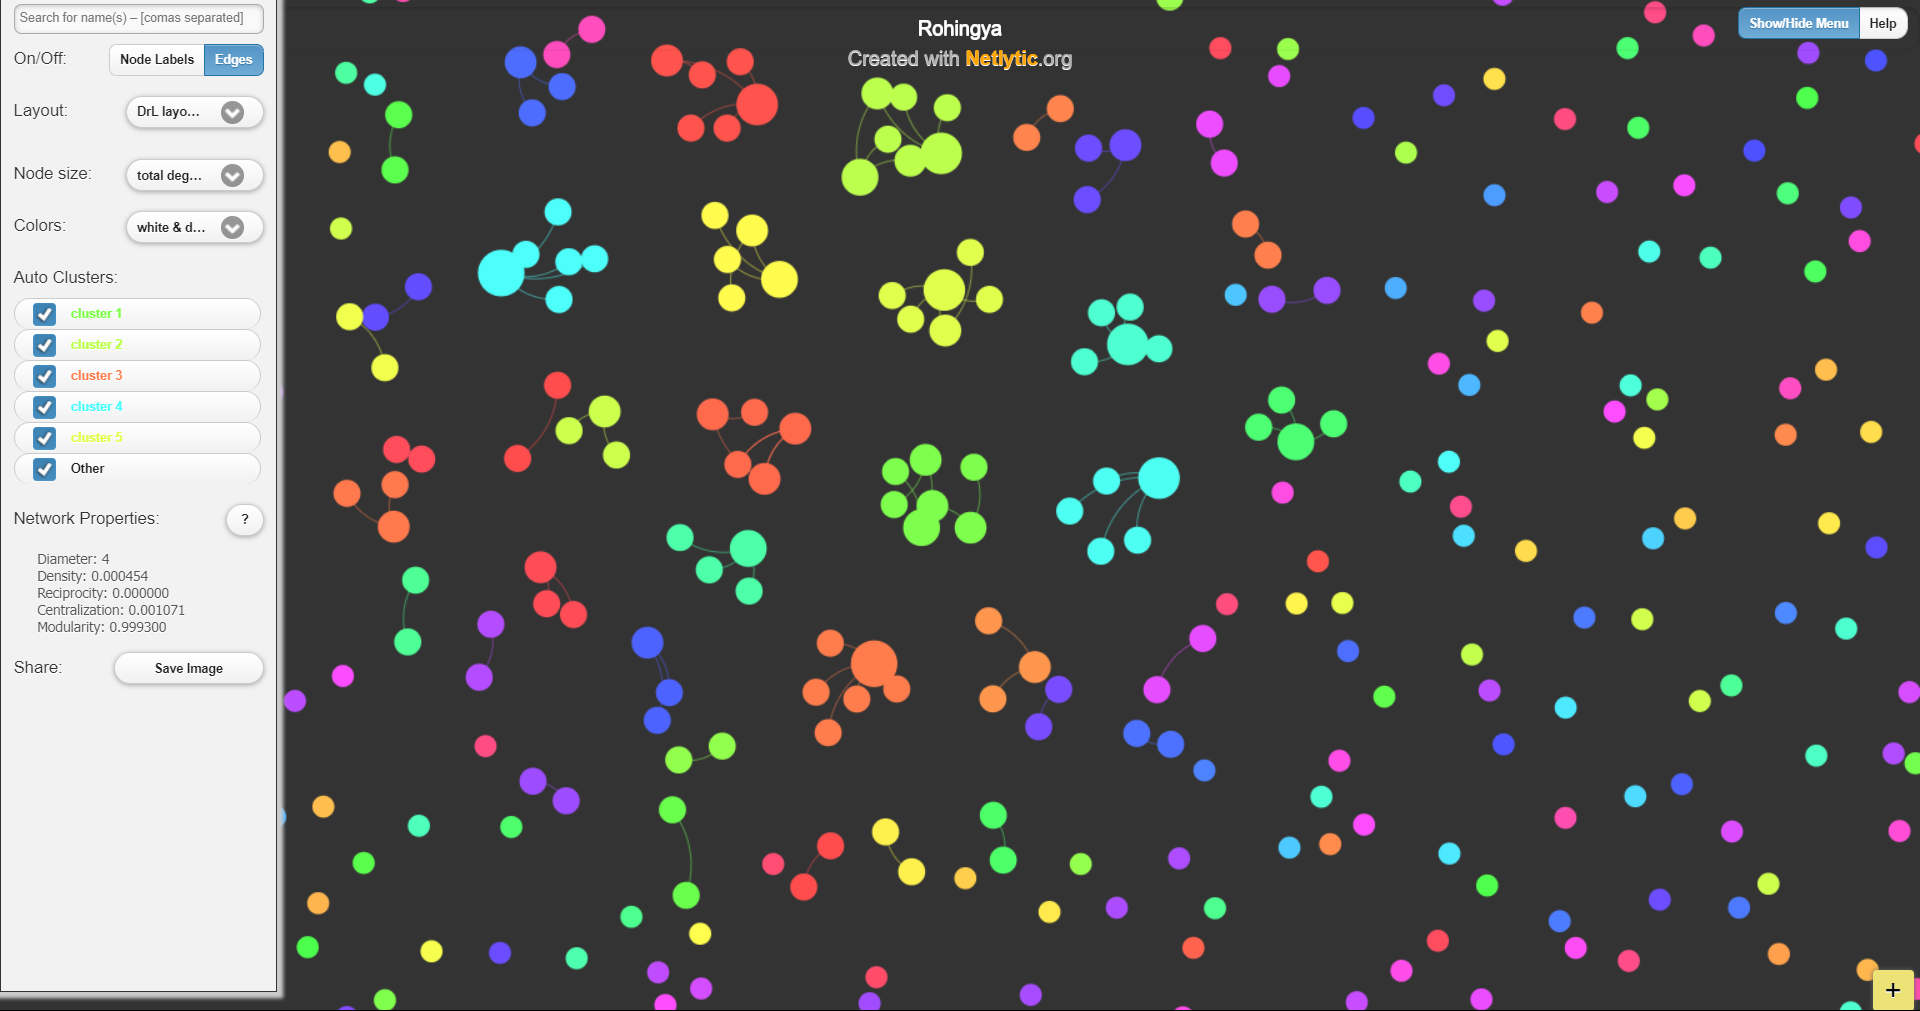 Search for name(s) – [comas separated]
On/Off: Node Labels Edges
Layout: DrL layo...
Node size: total deg...
Colors: white & d...
Auto Clusters:
cluster 1
cluster 2
cluster 3
cluster 4
cluster 5
Other
Network Properties: ?
Diameter: 4
Density: 0.000454
Reciprocity: 0.000000
Centralization: 0.001071
Modularity: 0.999300
Share: Save Image
Rohingya
Created with Netlytic.org
Show/Hide Menu Help
+